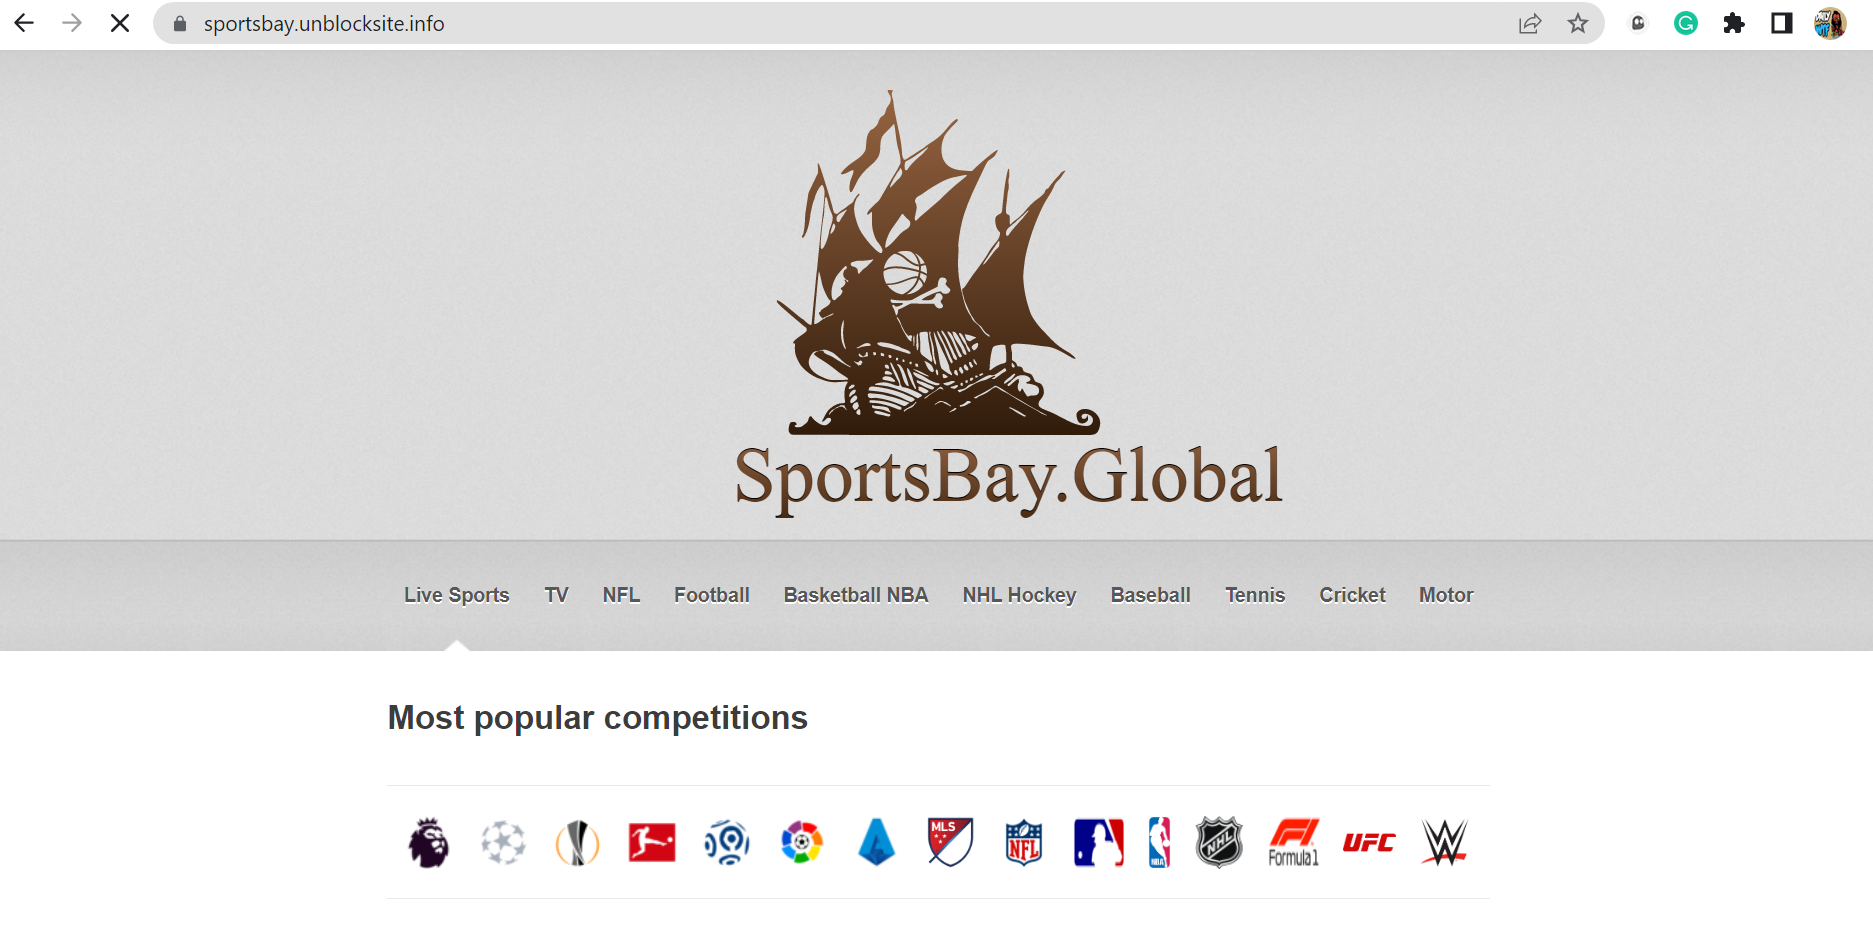 sportsbay.unblocksite.info
SportsBay.Global
Live Sports TV NFL Football Basketball NBA NHL Hockey Baseball Tennis Cricket Motor
Most popular competitions
MLS NFL NBA NHL Formula 1 UFC W